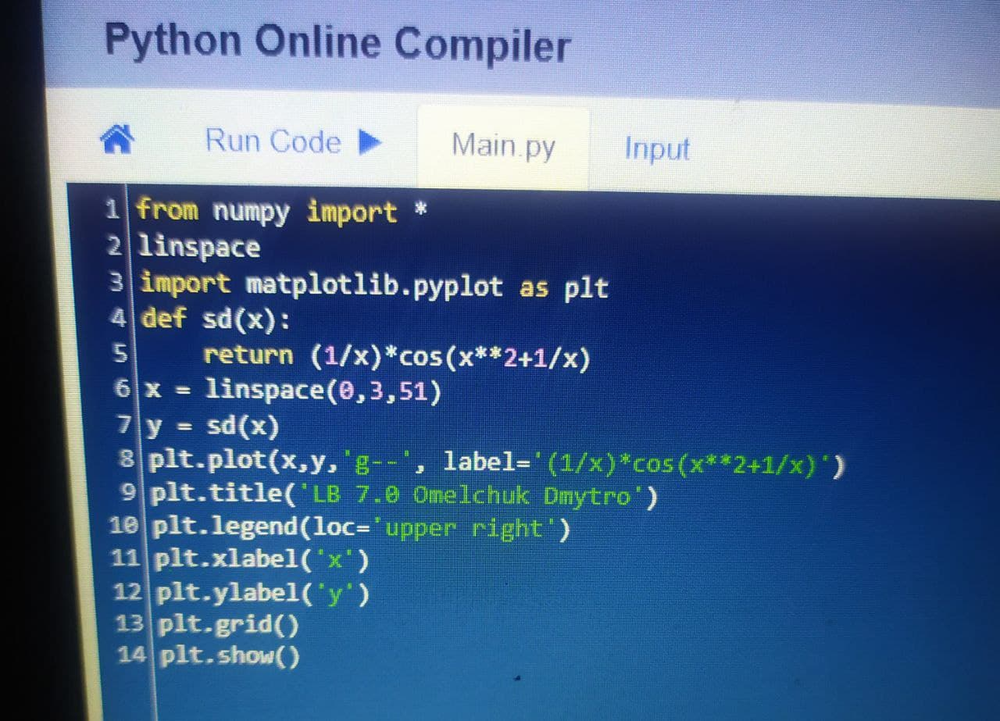 Python Online Compiler
Run Code Main.py Input
1 from numpy import *
2 linspace
3 import matplotlib.pyplot as plt
4 def sd(x):
5     return (1/x)*cos(x**2+1/x)
6 x = linspace(0,3,51)
7 y = sd(x)
8 plt.plot(x,y,'g--', label='(1/x)*cos(x**2+1/x)')
9 plt.title('LB 7.0 Omelchuk Dmytro')
10 plt.legend(loc='upper right')
11 plt.xlabel('x')
12 plt.ylabel('y')
13 plt.grid()
14 plt.show()